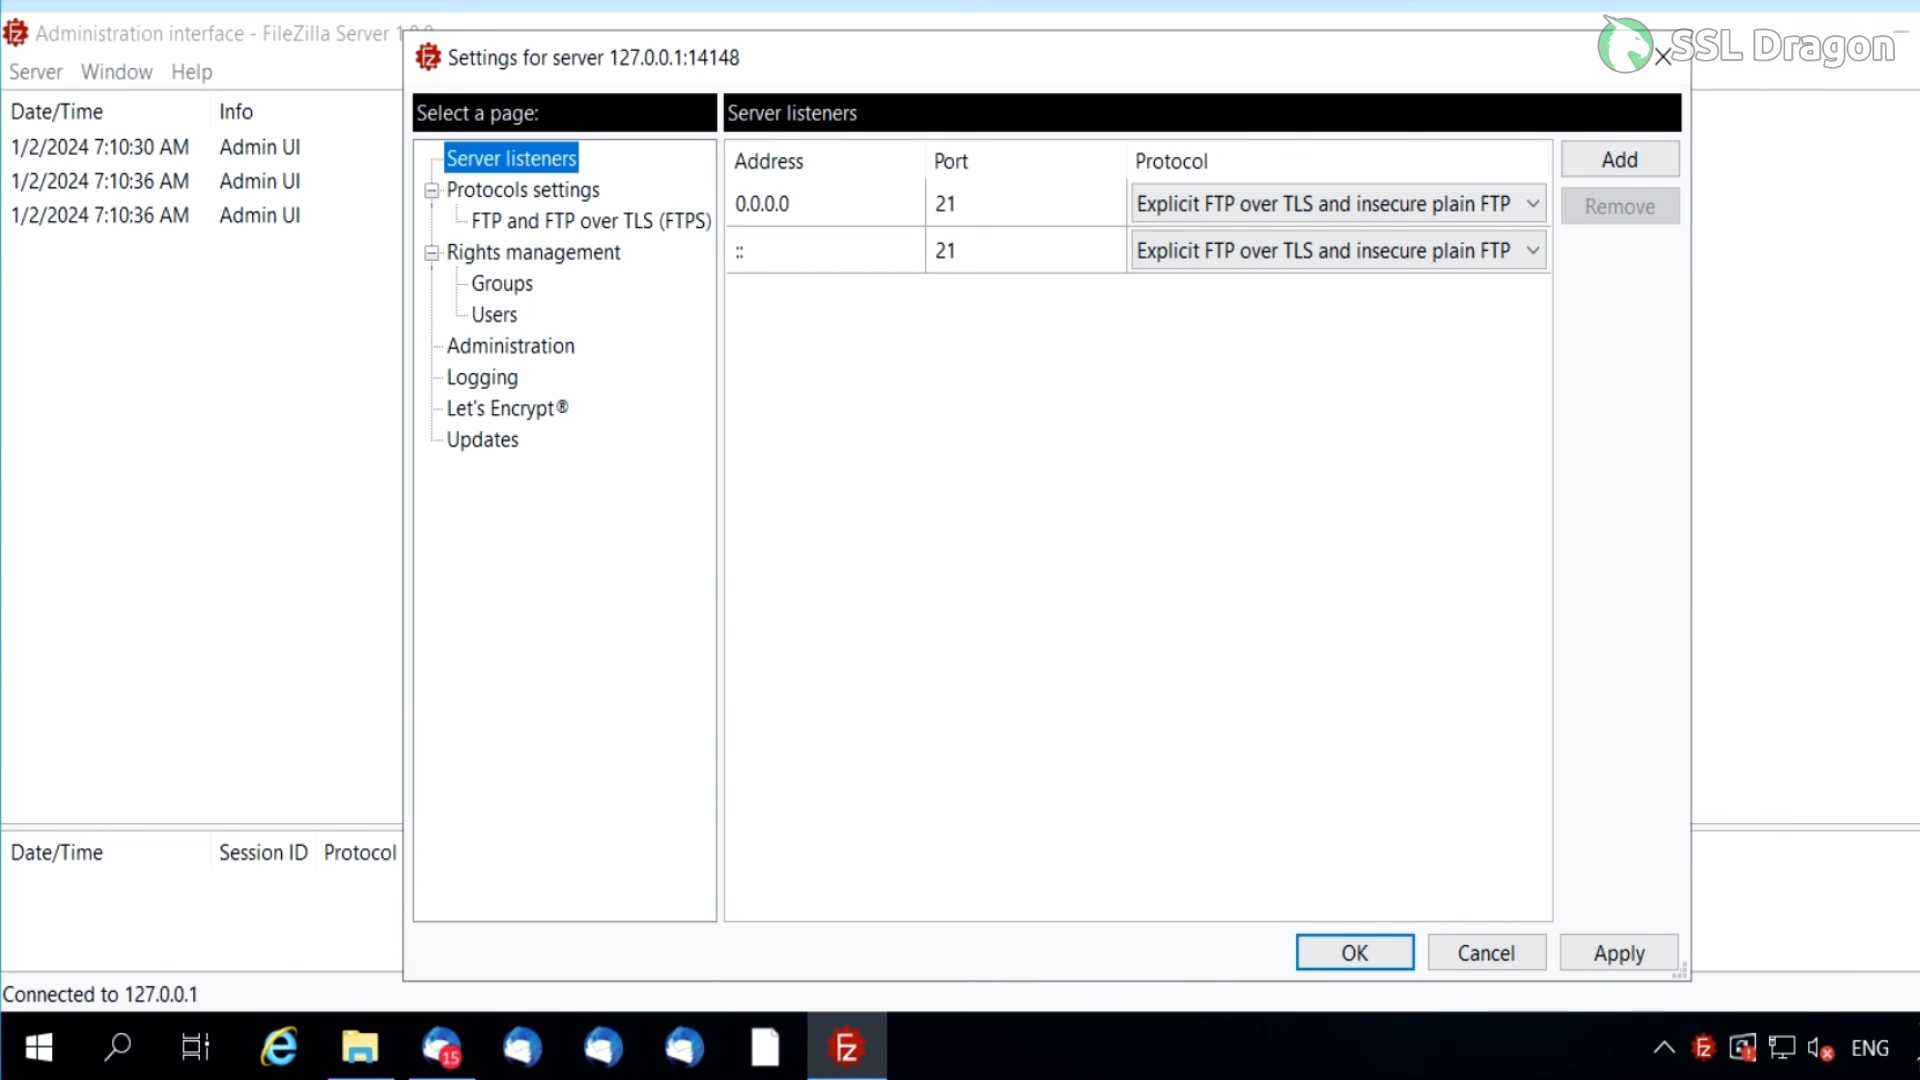 Administration interface - FileZilla Server 1.
Server Window Help
Date/Time Info
1/2/2024 7:10:30 AM Admin UI
1/2/2024 7:10:36 AM Admin UI
1/2/2024 7:10:36 AM Admin UI
Settings for server 127.0.0.1:14148
SSL Dragon
Select a page:
Server listeners
Protocols settings
FTP and FTP over TLS (FTPS)
Rights management
Groups
Users
Administration
Logging
Let's Encrypt®
Updates
Server listeners
Address Port Protocol
0.0.0.0 21 Explicit FTP over TLS and insecure plain FTP
:: 21 Explicit FTP over TLS and insecure plain FTP
Add
Remove
Date/Time Session ID Protocol
OK Cancel Apply
Connected to 127.0.0.1
15
ENG